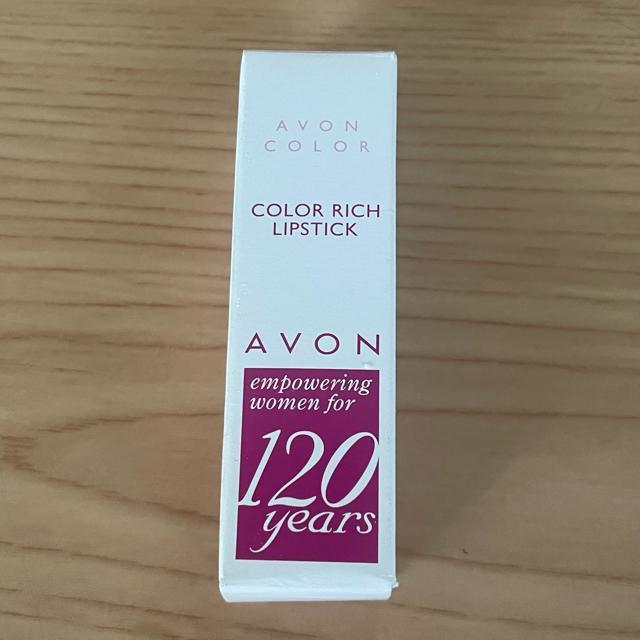 AVON
COLOR
COLOR RICH
LIPSTICK
AVON
empowering
women for
120
years